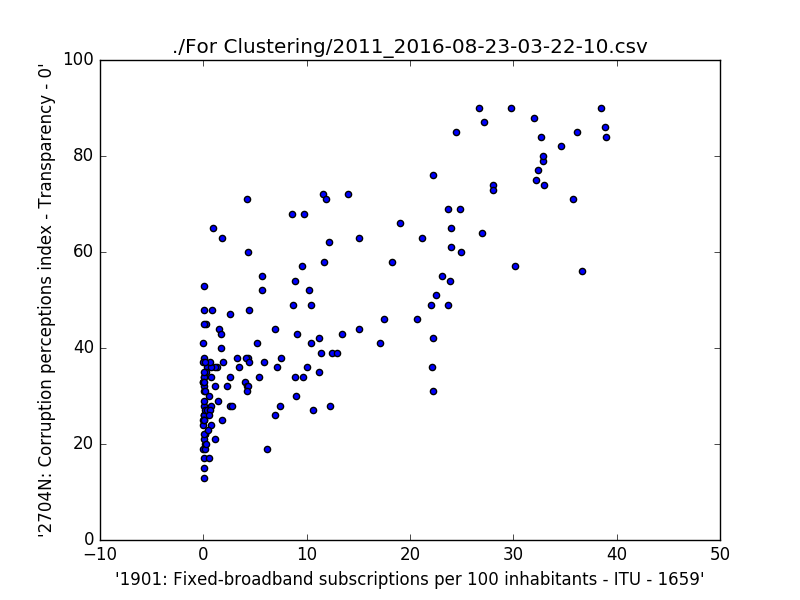 ./For Clustering/2011_2016-08-23-03-22-10.csv
'2704N: Corruption perceptions index - Transparency - 0'
100
80
60
40
20
0
−10 0 10 20 30 40 50
'1901: Fixed-broadband subscriptions per 100 inhabitants - ITU - 1659'